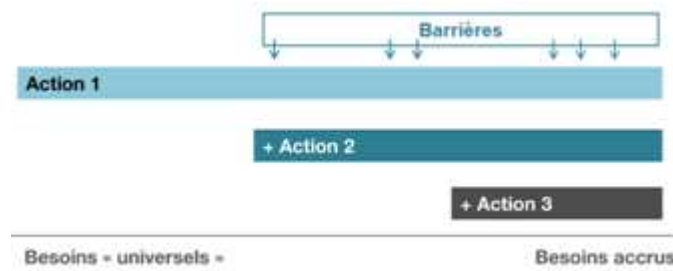 Barrières
Action 1
+ Action 2
+ Action 3
Besoins « universels »
Besoins accrus